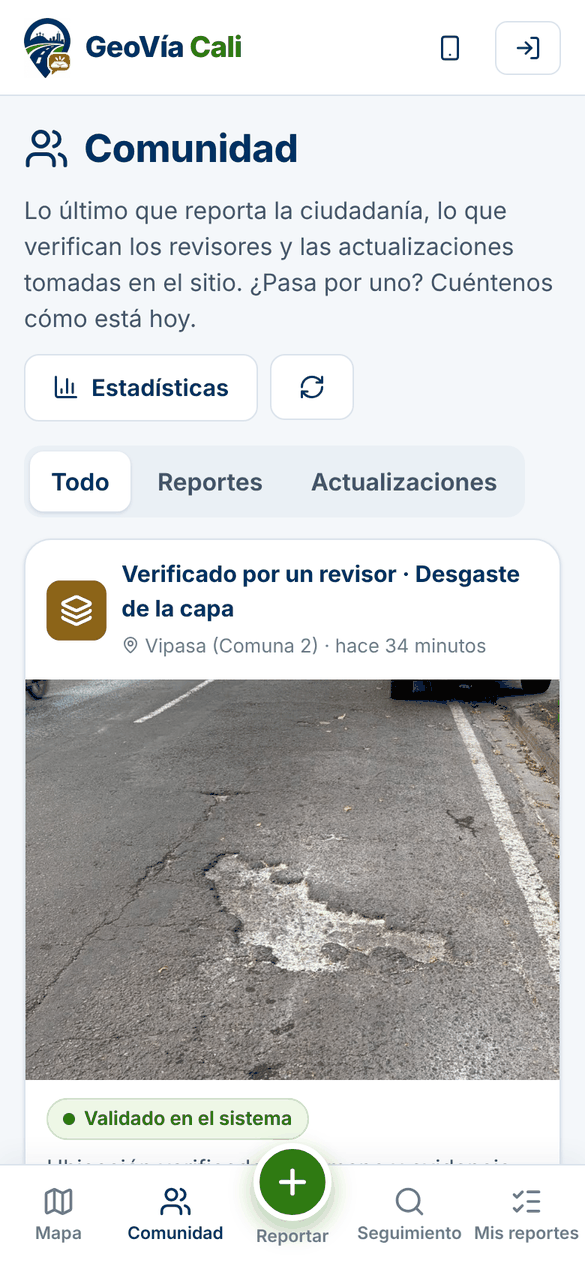 GeoVía Cali
Comunidad
Lo último que reporta la ciudadanía, lo que
verifican los revisores y las actualizaciones
tomadas en el sitio. ¿Pasa por uno? Cuéntenos
cómo está hoy.
Estadísticas
Todo Reportes Actualizaciones
Verificado por un revisor · Desgaste
de la capa
Vipasa (Comuna 2) · hace 34 minutos
Validado en el sistema
Mapa Comunidad Reportar Seguimiento Mis reportes